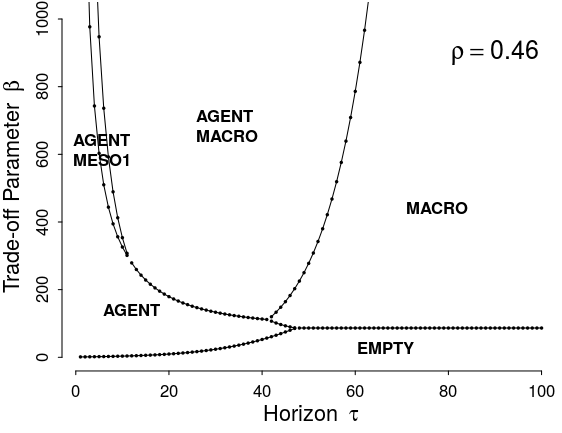 ρ = 0.46
AGENT
MACRO
AGENT
MESO1
MACRO
AGENT
EMPTY
Trade-off Parameter β
0
200
400
600
800
1000
0
20
40
60
80
100
Horizon τ